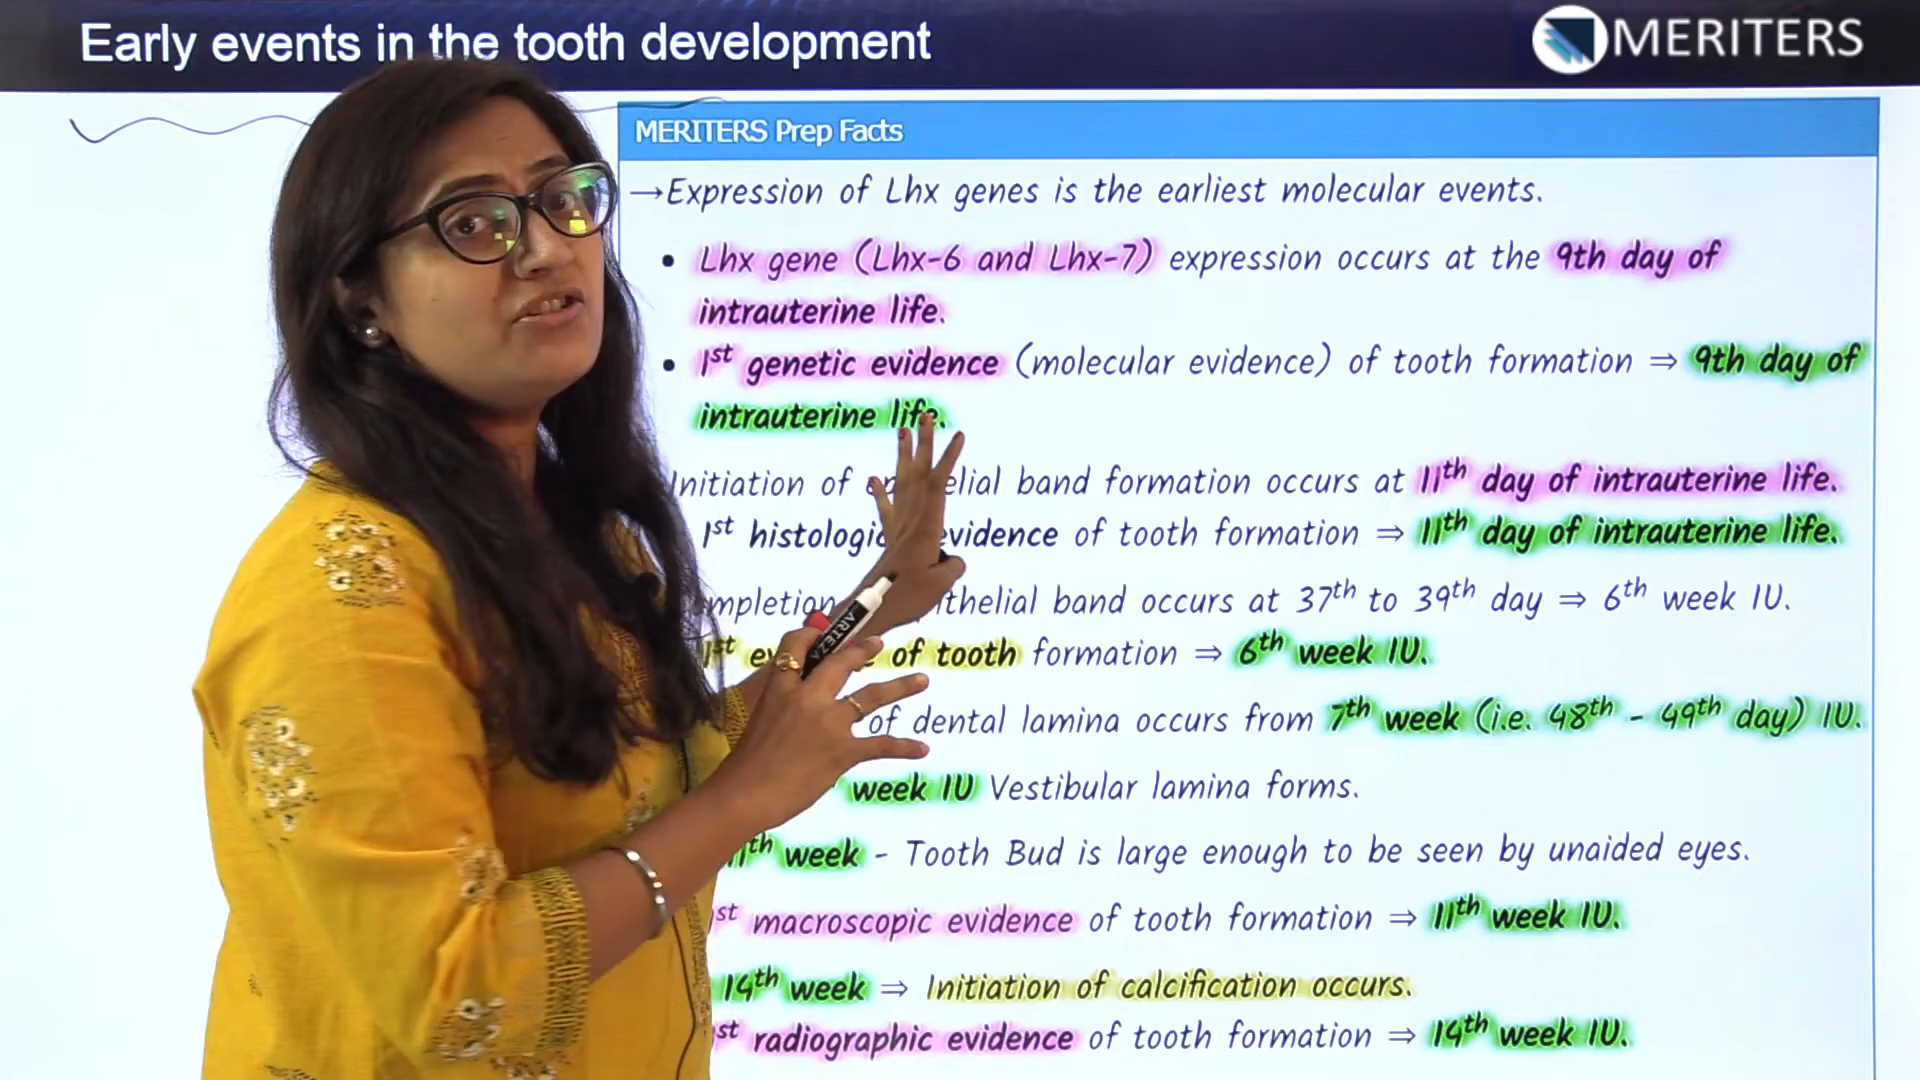 Early events in the tooth development
MERITERS
MERITERS Prep Facts
→Expression of Lhx genes is the earliest molecular events.
• Lhx gene (Lhx-6 and Lhx-7) expression occurs at the 9th day of
intrauterine life.
• 1st genetic evidence (molecular evidence) of tooth formation ⇒ 9th day of
intrauterine life.
Initiation of band formation occurs at 11th day of intrauterine life.
1st of tooth formation ⇒ 11th day of intrauterine life.
band occurs at 37th to 39th day ⇒ 6th week IU.
1st of tooth formation ⇒ 6th week IU.
of dental lamina occurs from 7th week (i.e. 48th - 49th day) IU.
week IU Vestibular lamina forms.
week - Tooth Bud is large enough to be seen by unaided eyes.
macroscopic evidence of tooth formation ⇒ 11th week IU.
14th week ⇒ Initiation of calcification occurs.
radiographic evidence of tooth formation ⇒ 14th week IU.
ARTEZA